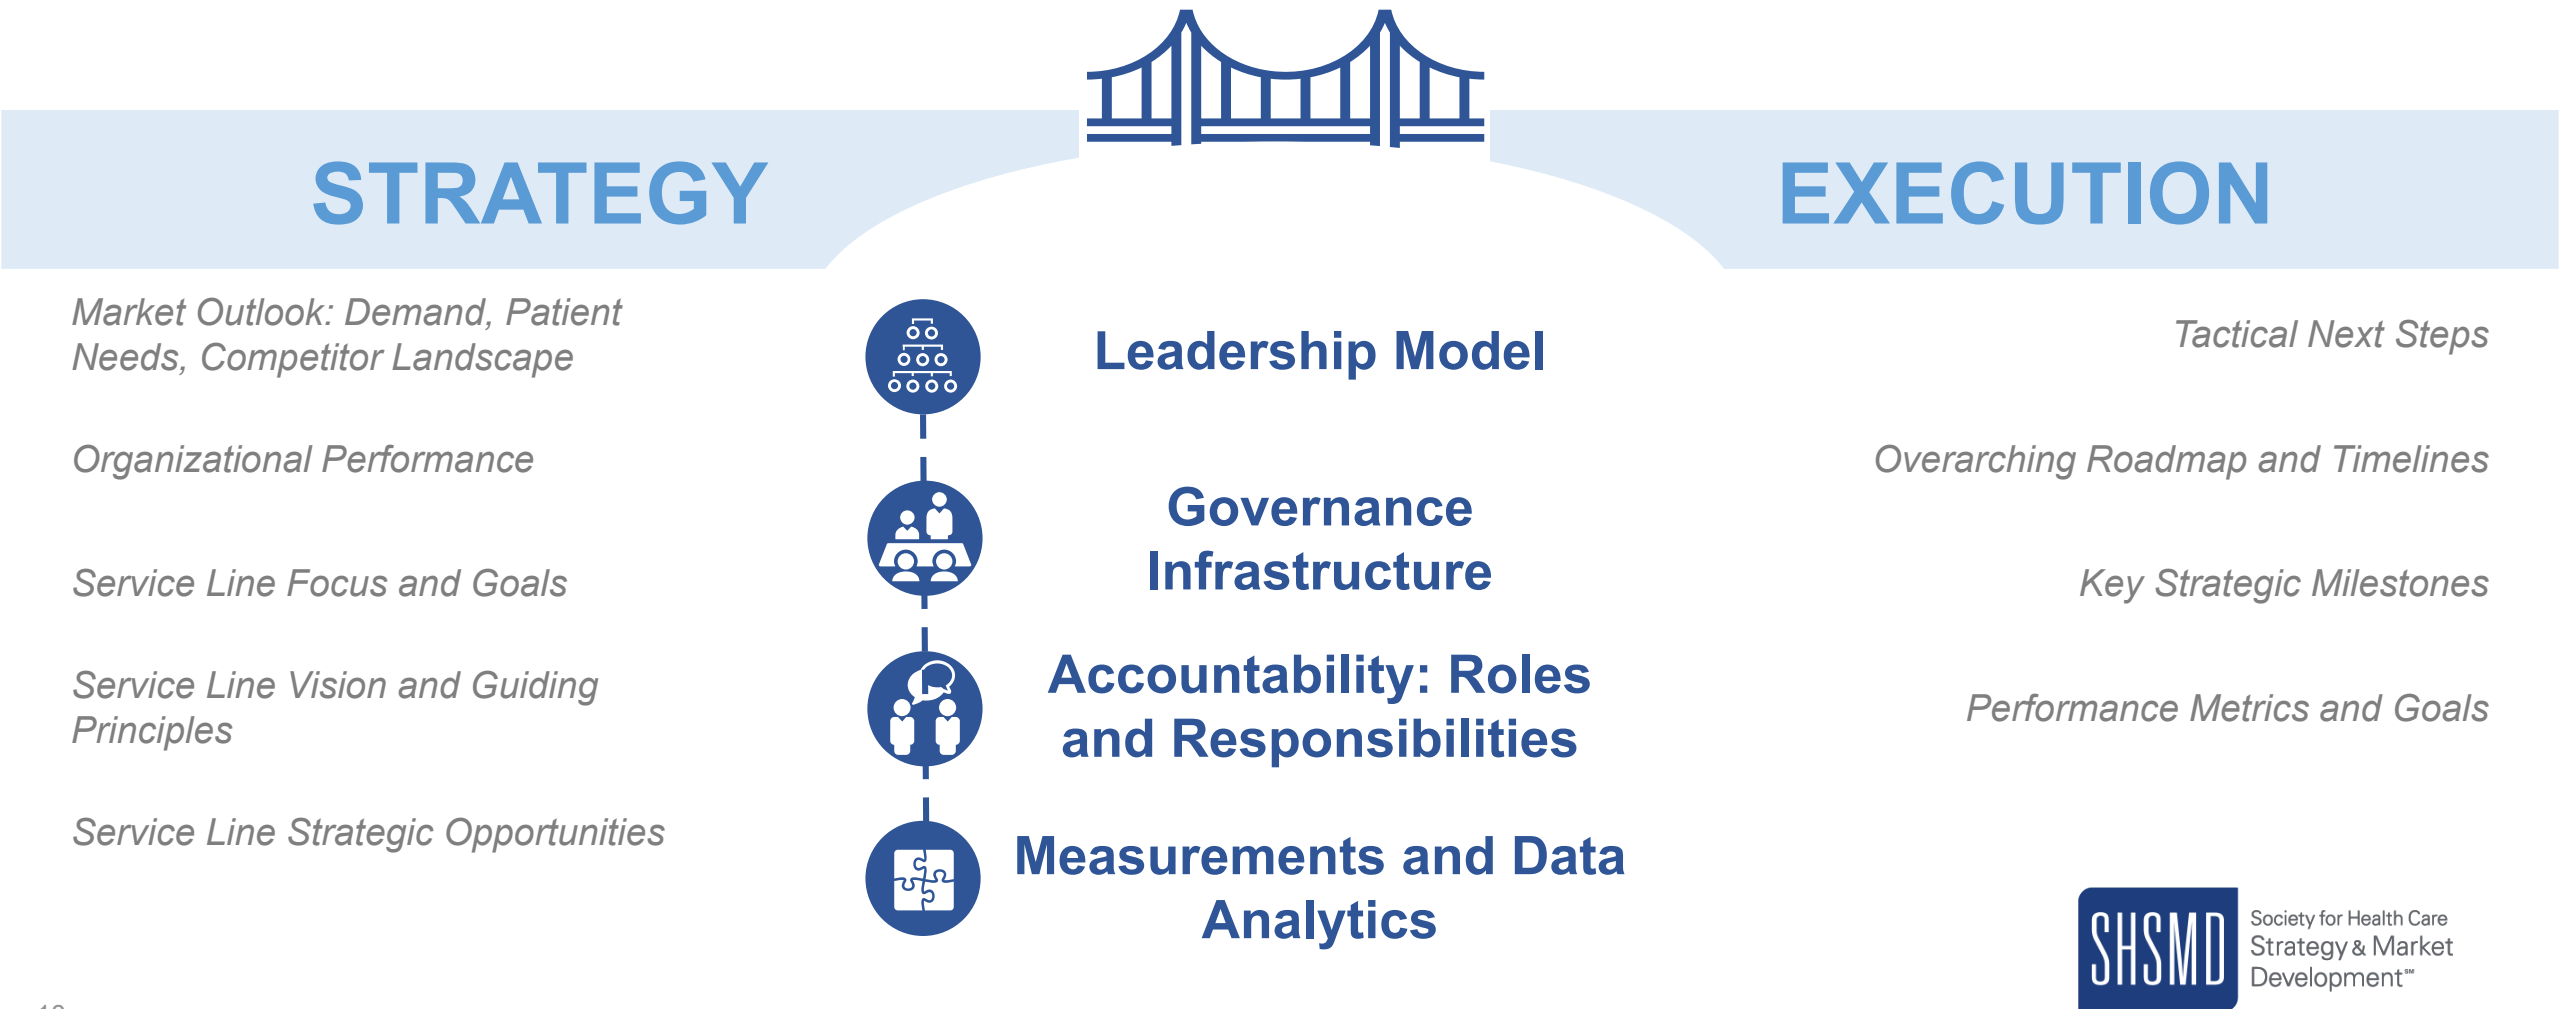 STRATEGY
EXECUTION
Market Outlook: Demand, Patient
Needs, Competitor Landscape
Organizational Performance
Service Line Focus and Goals
Service Line Vision and Guiding
Principles
Service Line Strategic Opportunities
Leadership Model
Governance
Infrastructure
Accountability: Roles
and Responsibilities
Measurements and Data
Analytics
Tactical Next Steps
Overarching Roadmap and Timelines
Key Strategic Milestones
Performance Metrics and Goals
SHSMD
Society for Health Care
Strategy & Market
Development℠